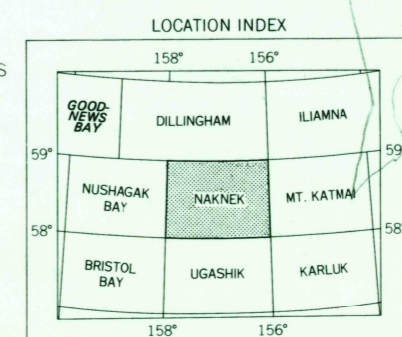 LOCATION INDEX
158° 156°
GOOD-
NEWS
BAY
DILLINGHAM
ILIAMNA
59° 59
NUSHAGAK
BAY
NAKNEK
MT. KATMAI
58° 58
BRISTOL
BAY
UGASHIK
KARLUK
158° 156°
S